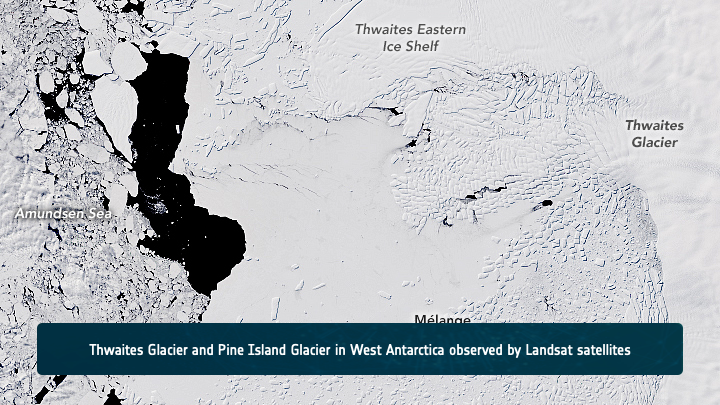 Thwaites Eastern
Ice Shelf
Thwaites
Glacier
Amundsen Sea
Mélange
Thwaites Glacier and Pine Island Glacier in West Antarctica observed by Landsat satellites